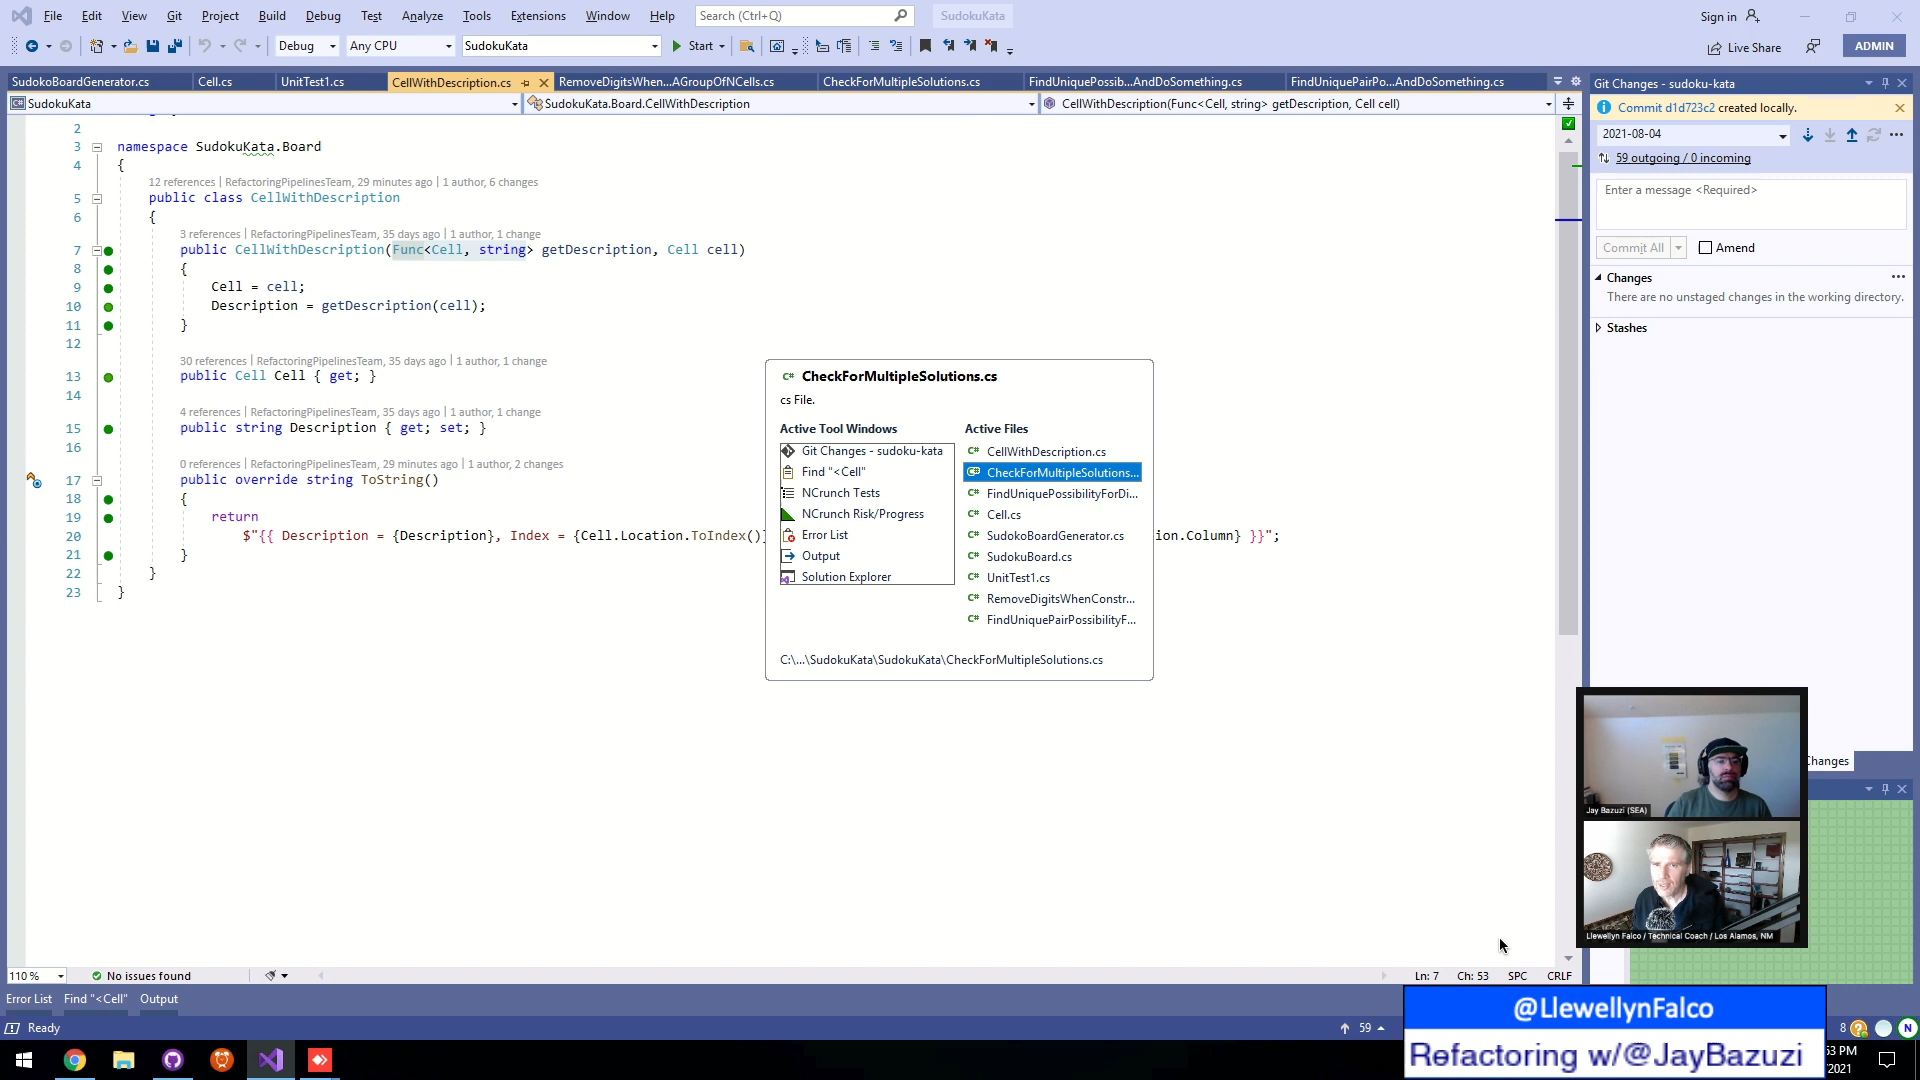 File Edit View Git Project Build Debug Test Analyze Tools Extensions Window Help Search (Ctrl+Q) SudokuKata Sign in
Debug Any CPU SudokuKata Start Live Share ADMIN
SudokoBoardGenerator.cs Cell.cs UnitTest1.cs CellWithDescription.cs RemoveDigitsWhen...AGroupOfNCells.cs CheckForMultipleSolutions.cs FindUniquePossib...AndDoSomething.cs FindUniquePairPo...AndDoSomething.cs
SudokuKata SudokuKata.Board.CellWithDescription CellWithDescription(Func<Cell, string> getDescription, Cell cell)
2
3 namespace SudokuKata.Board
4 {
12 references | RefactoringPipelinesTeam, 29 minutes ago | 1 author, 6 changes
5 public class CellWithDescription
6 {
3 references | RefactoringPipelinesTeam, 35 days ago | 1 author, 1 change
7 public CellWithDescription(Func<Cell, string> getDescription, Cell cell)
8 {
9 Cell = cell;
10 Description = getDescription(cell);
11 }
12
30 references | RefactoringPipelinesTeam, 35 days ago | 1 author, 1 change
13 public Cell Cell { get; }
14
4 references | RefactoringPipelinesTeam, 35 days ago | 1 author, 1 change
15 public string Description { get; set; }
16
0 references | RefactoringPipelinesTeam, 29 minutes ago | 1 author, 2 changes
17 public override string ToString()
18 {
19 return
20 $"{{ Description = {Description}, Index = {Cell.Location.ToIndex()} ion.Column} }}";
21 }
22 }
23 }
CheckForMultipleSolutions.cs
cs File.
Active Tool Windows
Git Changes - sudoku-kata
Find "<Cell"
NCrunch Tests
NCrunch Risk/Progress
Error List
Output
Solution Explorer
Active Files
CellWithDescription.cs
CheckForMultipleSolutions...
FindUniquePossibilityForDi...
Cell.cs
SudokoBoardGenerator.cs
SudokuBoard.cs
UnitTest1.cs
RemoveDigitsWhenConstr...
FindUniquePairPossibilityF...
C:\...\SudokuKata\SudokuKata\CheckForMultipleSolutions.cs
Git Changes - sudoku-kata
Commit d1d723c2 created locally.
2021-08-04
59 outgoing / 0 incoming
Enter a message <Required>
Commit All Amend
Changes
There are no unstaged changes in the working directory.
Stashes
Changes
Jay Bazuzi (SEA)
Llewellyn Falco / Technical Coach / Los Alamos, NM
110 % No issues found Ln: 7 Ch: 53 SPC CRLF
Error List Find "<Cell" Output
Ready 59 8 N
@LlewellynFalco
Refactoring w/@JayBazuzi
53 PM
/2021